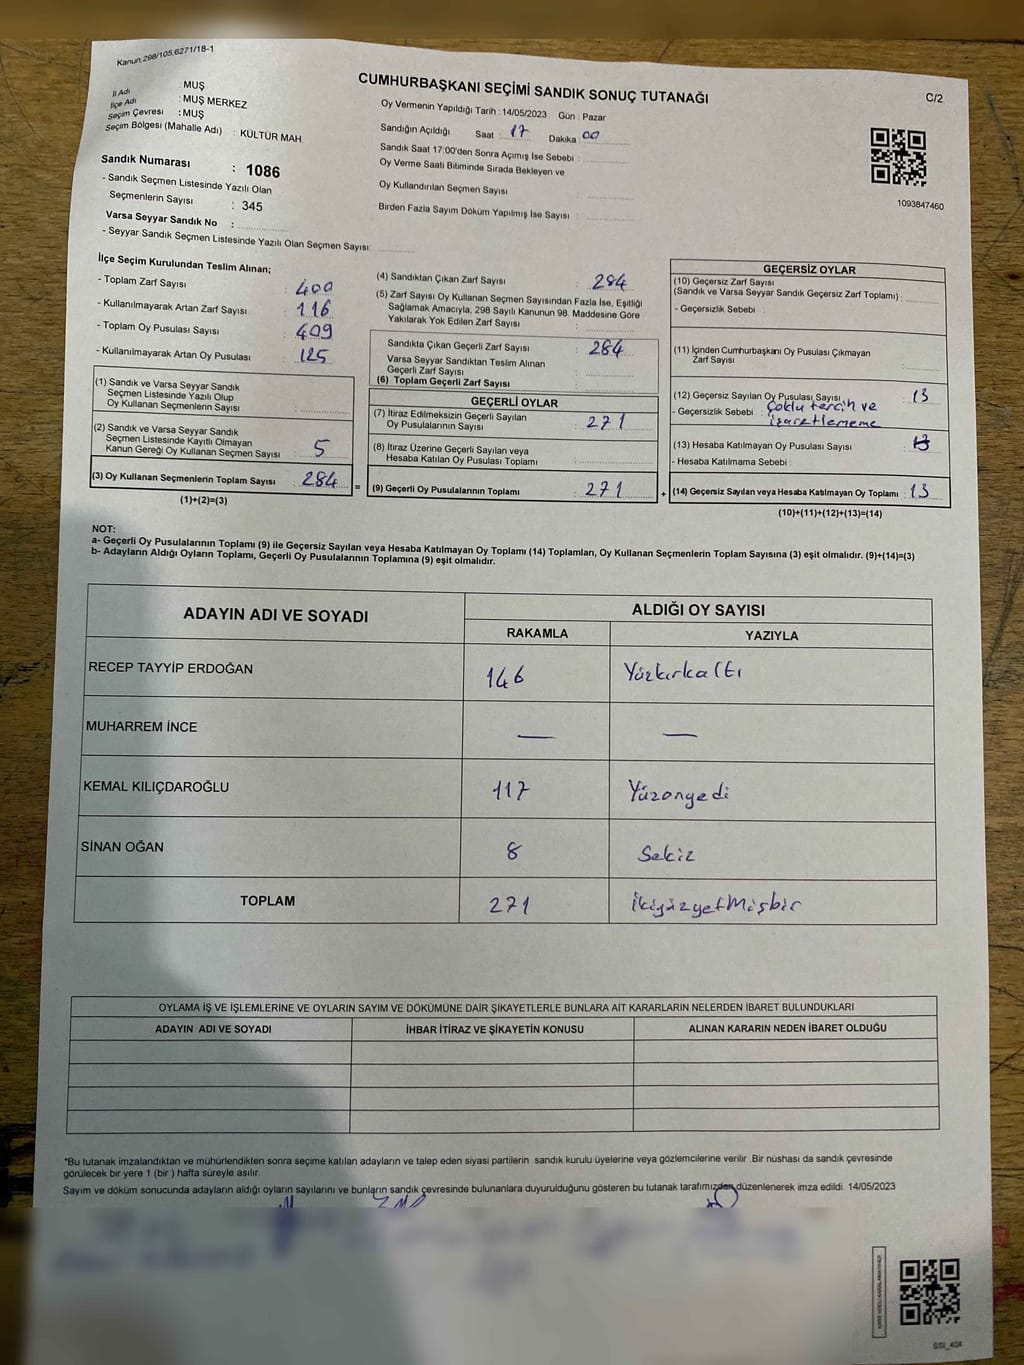 Kanun:298/105,6271/18-1
CUMHURBAŞKANI SEÇİMİ SANDIK SONUÇ TUTANAĞI
C/2
İl Adı : MUŞ
İlçe Adı : MUŞ MERKEZ
Seçim Çevresi : MUŞ
Seçim Bölgesi (Mahalle Adı) : KÜLTÜR MAH.
Sandık Numarası : 1086
- Sandık Seçmen Listesinde Yazılı Olan
Seçmenlerin Sayısı : 345
Varsa Seyyar Sandık No :
- Seyyar Sandık Seçmen Listesinde Yazılı Olan Seçmen Sayısı:
Oy Vermenin Yapıldığı Tarih : 14/05/2023 Gün : Pazar
Sandığın Açıldığı Saat : 17 Dakika 00
Sandık Saat 17:00'den Sonra Açımış İse Sebebi :
Oy Verme Saati Bitiminde Sırada Bekleyen ve
Oy Kullandırılan Seçmen Sayısı
Birden Fazla Sayım Döküm Yapılmış İse Sayısı :
1093847460
İlçe Seçim Kurulundan Teslim Alınan;
- Toplam Zarf Sayısı : 400
- Kullanılmayarak Artan Zarf Sayısı : 116
- Toplam Oy Pusulası Sayısı : 409
- Kullanılmayarak Artan Oy Pusulası : 125
(1) Sandık ve Varsa Seyyar Sandık
Seçmen Listesinde Yazılı Olup
Oy Kullanan Seçmenlerin Sayısı :
(2) Sandık ve Varsa Seyyar Sandık
Seçmen Listesinde Kayıtlı Olmayan
Kanun Gereği Oy Kullanan Seçmen Sayısı : 5
(3) Oy Kullanan Seçmenlerin Toplam Sayısı : 284
(1)+(2)=(3)
=
(4) Sandıktan Çıkan Zarf Sayısı : 284
(5) Zarf Sayısı Oy Kullanan Seçmen Sayısından Fazla İse, Eşitliği
Sağlamak Amacıyla, 298 Sayılı Kanunun 98. Maddesine Göre
Yakılarak Yok Edilen Zarf Sayısı :
Sandıkta Çıkan Geçerli Zarf Sayısı : 284
Varsa Seyyar Sandıktan Teslim Alınan
Geçerli Zarf Sayısı :
(6) Toplam Geçerli Zarf Sayısı :
GEÇERLİ OYLAR
(7) İtiraz Edilmeksizin Geçerli Sayılan
Oy Pusulalarının Sayısı : 271
(8) İtiraz Üzerine Geçerli Sayılan veya
Hesaba Katılan Oy Pusulası Toplamı :
(9) Geçerli Oy Pusulalarının Toplamı : 271
+
GEÇERSİZ OYLAR
(10) Geçersiz Zarf Sayısı
(Sandık ve Varsa Seyyar Sandık Geçersiz Zarf Toplamı) :
- Geçersizlik Sebebi :
(11) İçinden Cumhurbaşkanı Oy Pusulası Çıkmayan
Zarf Sayısı :
(12) Geçersiz Sayılan Oy Pusulası Sayısı : 13
- Geçersizlik Sebebi : Çoklu tercih ve
işaretlememe
(13) Hesaba Katılmayan Oy Pusulası Sayısı : 13
- Hesaba Katılmama Sebebi :
(14) Geçersiz Sayılan veya Hesaba Katılmayan Oy Toplamı : 13
(10)+(11)+(12)+(13)=(14)
NOT:
a- Geçerli Oy Pusulalarının Toplamı (9) ile Geçersiz Sayılan veya Hesaba Katılmayan Oy Toplamı (14) Toplamları, Oy Kullanan Seçmenlerin Toplam Sayısına (3) eşit olmalıdır. (9)+(14)=(3)
b- Adayların Aldığı Oyların Toplamı, Geçerli Oy Pusulalarının Toplamına (9) eşit olmalıdır.
ADAYIN ADI VE SOYADI ALDIĞI OY SAYISI
RAKAMLA YAZIYLA
RECEP TAYYİP ERDOĞAN 146 Yüzkırkaltı
MUHARREM İNCE — —
KEMAL KILIÇDAROĞLU 117 Yüzonyedi
SİNAN OĞAN 8 Sekiz
TOPLAM 271 İkiyüzyetmişbir
OYLAMA İŞ VE İŞLEMLERİNE VE OYLARIN SAYIM VE DÖKÜMÜNE DAİR ŞİKAYETLERLE BUNLARA AİT KARARLARIN NELERDEN İBARET BULUNDUKLARI
ADAYIN ADI VE SOYADI İHBAR İTİRAZ VE ŞİKAYETİN KONUSU ALINAN KARARIN NEDEN İBARET OLDUĞU
*Bu tutanak imzalandıktan ve mühürlendikten sonra seçime katılan adayların ve talep eden siyasi partilerin sandık kurulu üyelerine veya gözlemcilerine verilir .Bir nüshası da sandık çevresinde
görülecek bir yere 1 (bir ) hafta süreyle asılır.
Sayım ve döküm sonucunda adayların aldığı oyların sayılarını ve bunların sandık çevresinde bulunanlara duyurulduğunu gösteren bu tutanak tarafımızdan düzenlenerek imza edildi. 14/05/2023